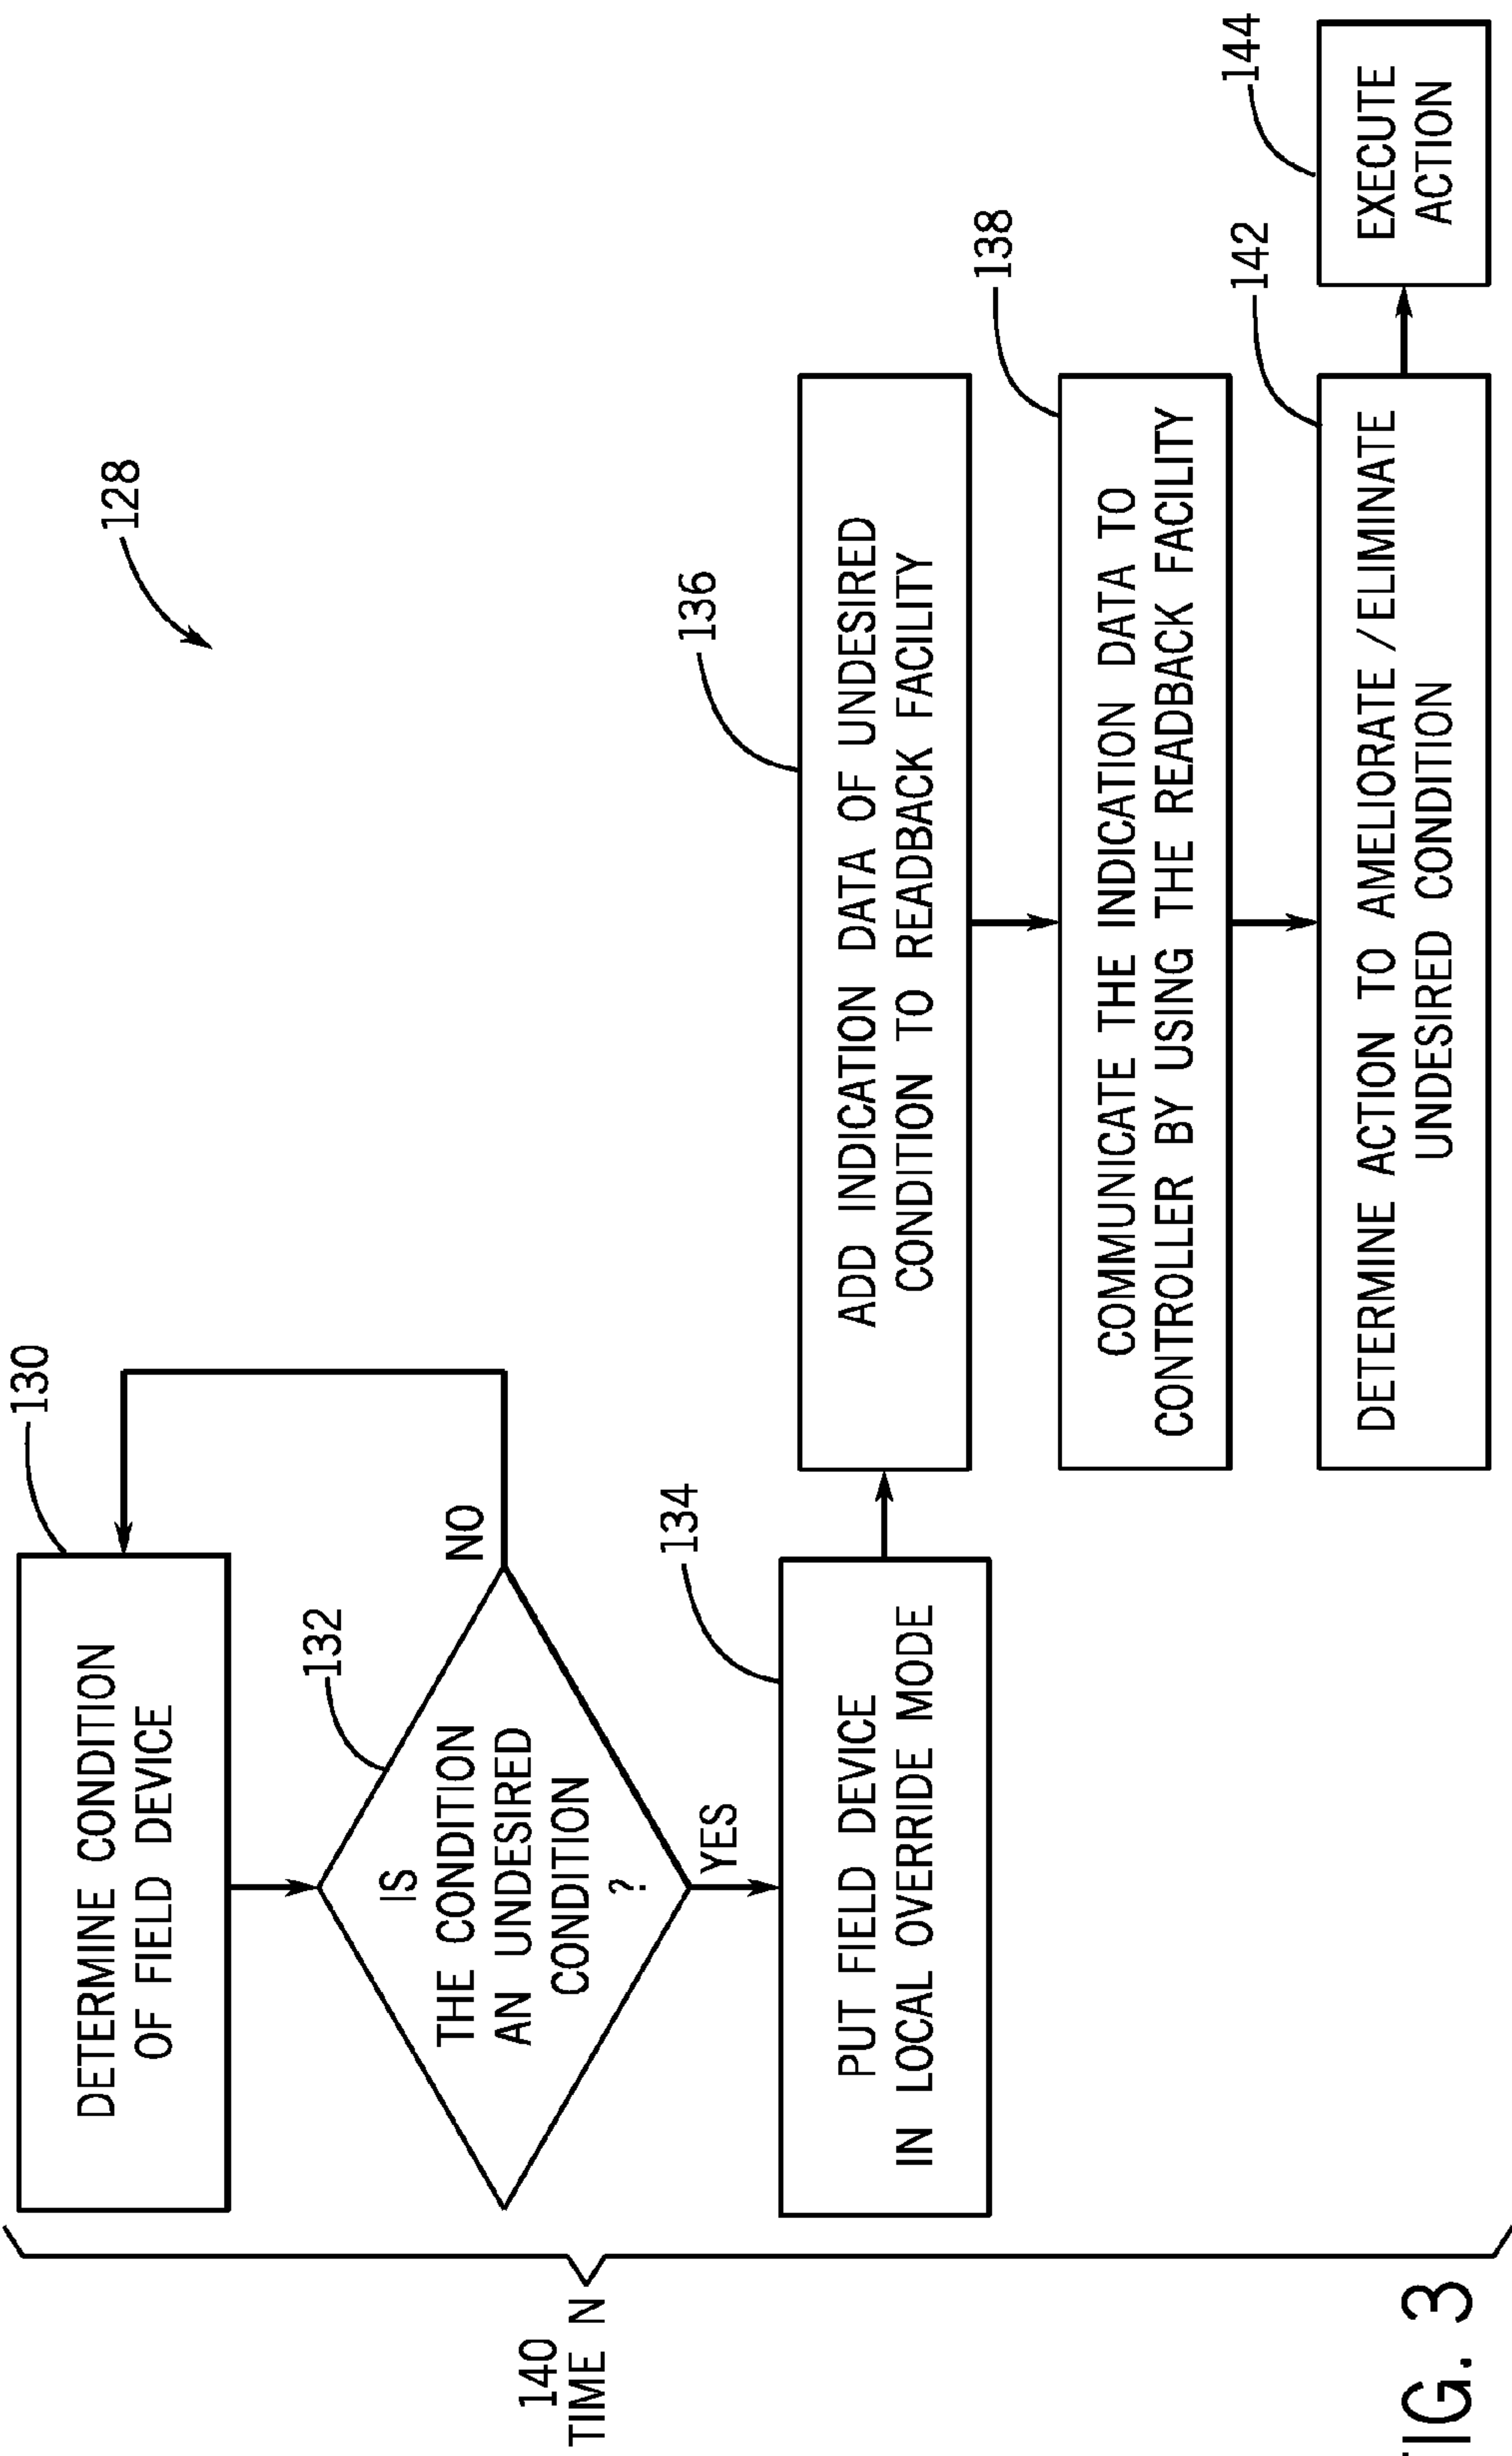 128
130
DETERMINE CONDITION
OF FIELD DEVICE
132
IS
THE CONDITION
AN UNDESIRED
CONDITION
?
NO
YES
140
TIME N
134
PUT FIELD DEVICE
IN LOCAL OVERRIDE MODE
136
ADD INDICATION DATA OF UNDESIRED
CONDITION TO READBACK FACILITY
138
COMMUNICATE THE INDICATION DATA TO
CONTROLLER BY USING THE READBACK FACILITY
142
DETERMINE ACTION TO AMELIORATE/ELIMINATE
UNDESIRED CONDITION
144
EXECUTE
ACTION
FIG. 3